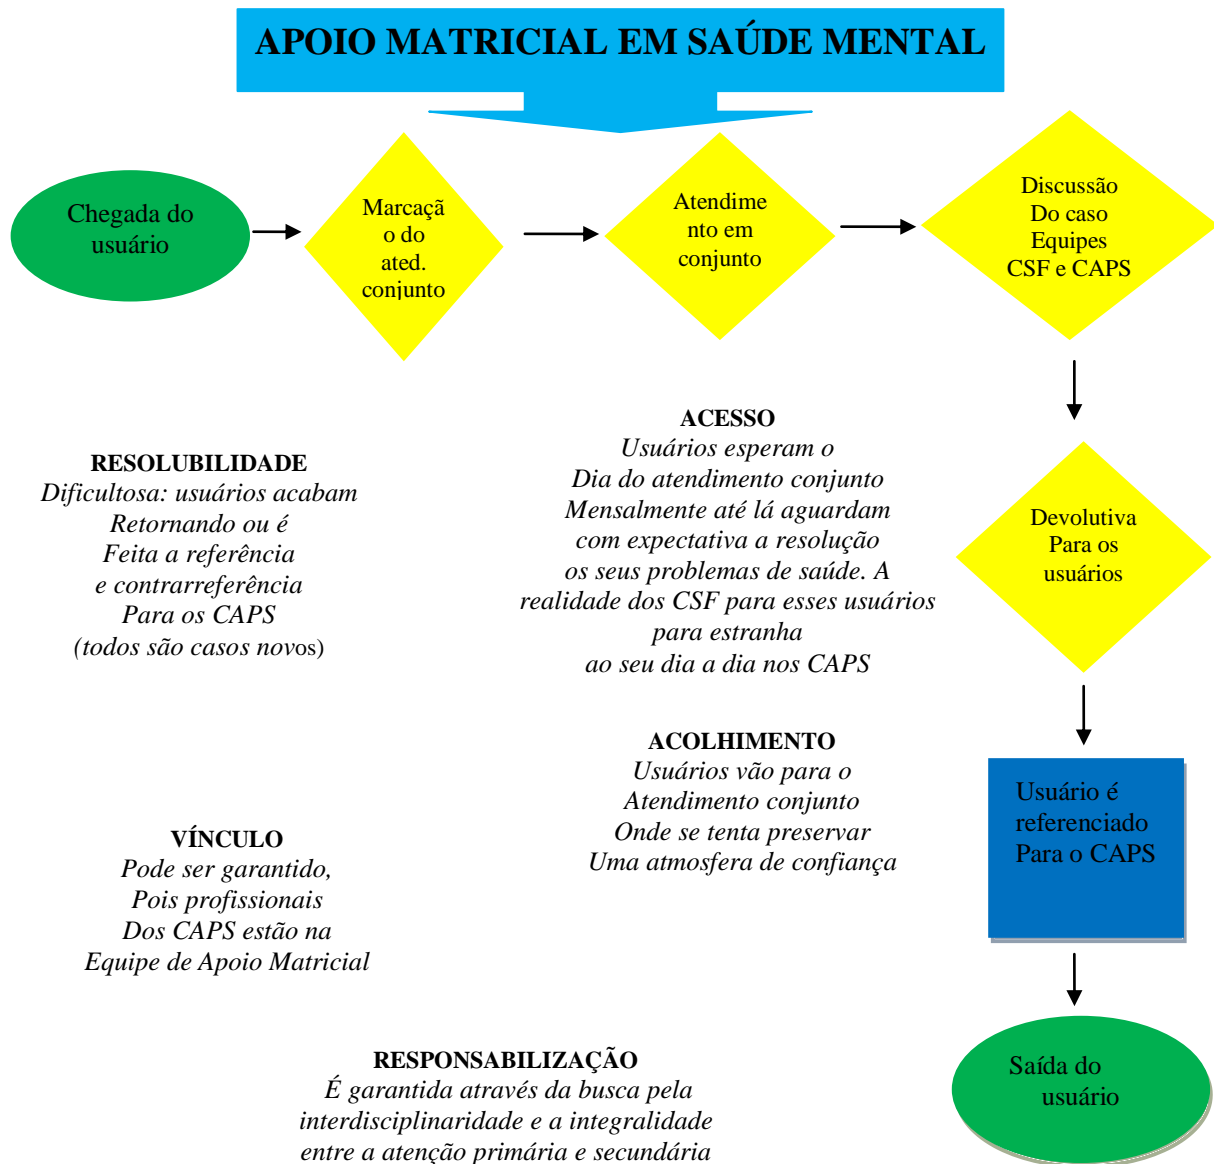 APOIO MATRICIAL EM SAÚDE MENTAL
Chegada do
usuário
Marcaçã
o do
ated.
conjunto
Atendime
nto em
conjunto
Discussão
Do caso
Equipes
CSF e CAPS
RESOLUBILIDADE
Dificultosa: usuários acabam
Retornando ou é
Feita a referência
e contrarreferência
Para os CAPS
(todos são casos novos)
ACESSO
Usuários esperam o
Dia do atendimento conjunto
Mensalmente até lá aguardam
com expectativa a resolução
os seus problemas de saúde. A
realidade dos CSF para esses usuários
para estranha
ao seu dia a dia nos CAPS
Devolutiva
Para os
usuários
ACOLHIMENTO
Usuários vão para o
Atendimento conjunto
Onde se tenta preservar
Uma atmosfera de confiança
Usuário é
referenciado
Para o CAPS
VÍNCULO
Pode ser garantido,
Pois profissionais
Dos CAPS estão na
Equipe de Apoio Matricial
RESPONSABILIZAÇÃO
É garantida através da busca pela
interdisciplinaridade e a integralidade
entre a atenção primária e secundária
Saída do
usuário